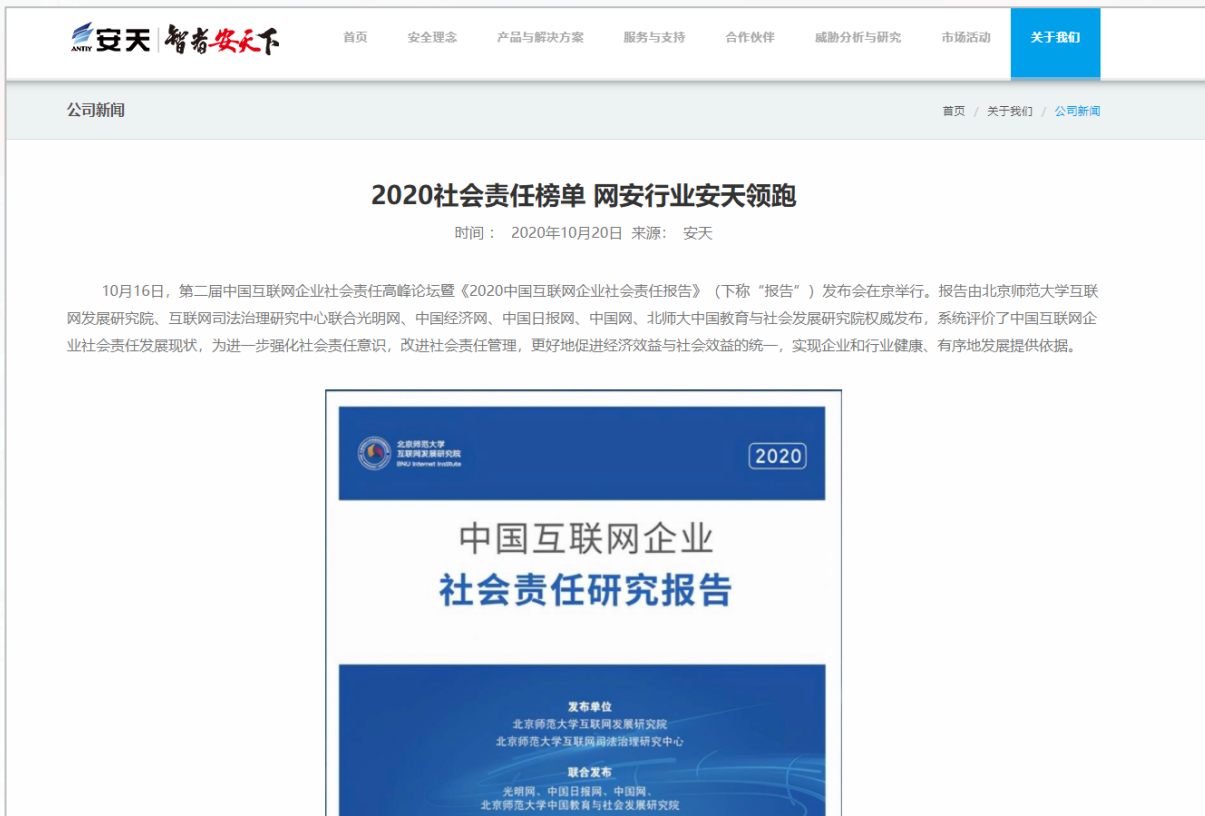 ANTIY 安天 智者安天下
首页 安全理念 产品与解决方案 服务与支持 合作伙伴 威胁分析与研究 市场活动 关于我们
公司新闻
首页 / 关于我们 / 公司新闻
2020社会责任榜单 网安行业安天领跑
时间： 2020年10月20日 来源： 安天
10月16日，第二届中国互联网企业社会责任高峰论坛暨《2020中国互联网企业社会责任报告》（下称“报告”）发布会在京举行。报告由北京师范大学互联
网发展研究院、互联网司法治理研究中心联合光明网、中国经济网、中国日报网、中国网、北师大中国教育与社会发展研究院权威发布，系统评价了中国互联网企
业社会责任发展现状，为进一步强化社会责任意识，改进社会责任管理，更好地促进经济效益与社会效益的统一，实现企业和行业健康、有序地发展提供依据。
北京师范大学
互联网发展研究院
BNU Internet Institute
2020
中国互联网企业
社会责任研究报告
发布单位
北京师范大学互联网发展研究院
北京师范大学互联网司法治理研究中心
联合发布
光明网、中国日报网、中国网、
北京师范大学中国教育与社会发展研究院